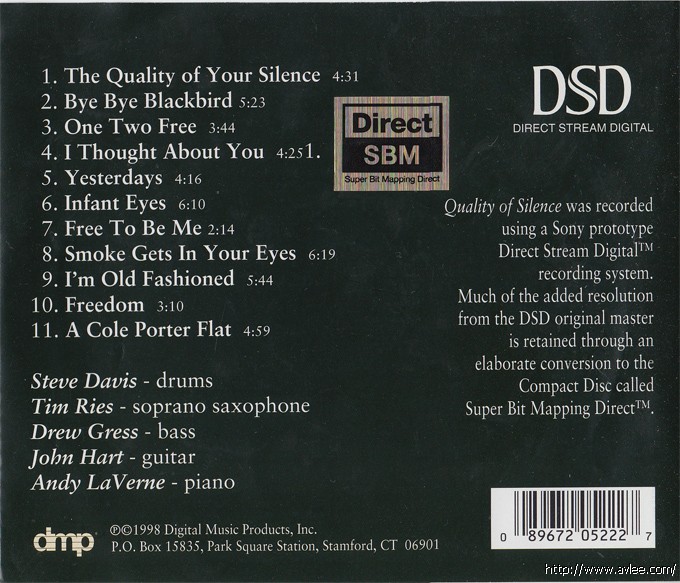 1. The Quality of Your Silence 4:31
2. Bye Bye Blackbird 5:23
3. One Two Free 3:44
4. I Thought About You 4:251.
5. Yesterdays 4:16
6. Infant Eyes 6:10
7. Free To Be Me 2:14
8. Smoke Gets In Your Eyes 6:19
9. I'm Old Fashioned 5:44
10. Freedom 3:10
11. A Cole Porter Flat 4:59
Steve Davis - drums
Tim Ries - soprano saxophone
Drew Gress - bass
John Hart - guitar
Andy LaVerne - piano
Direct
SBM
Super Bit Mapping Direct
DSD
DIRECT STREAM DIGITAL
Quality of Silence was recorded
using a Sony prototype
Direct Stream Digital™
recording system.
Much of the added resolution
from the DSD original master
is retained through an
elaborate conversion to the
Compact Disc called
Super Bit Mapping Direct™.
dmp
℗©1998 Digital Music Products, Inc.
P.O. Box 15835, Park Square Station, Stamford, CT 06901
0 89672 05222 7
http://www.avlee.com/